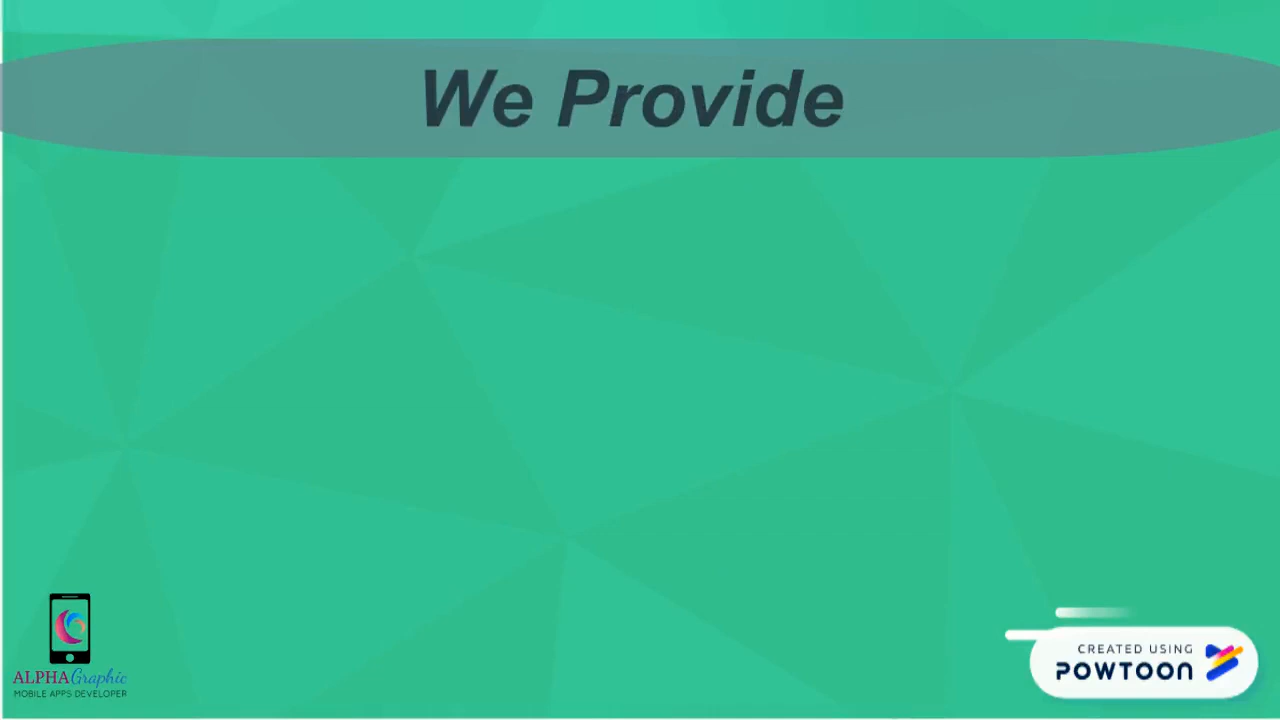 We Provide
ALPHAGraphic
MOBILE APPS DEVELOPER
CREATED USING
POWTOON